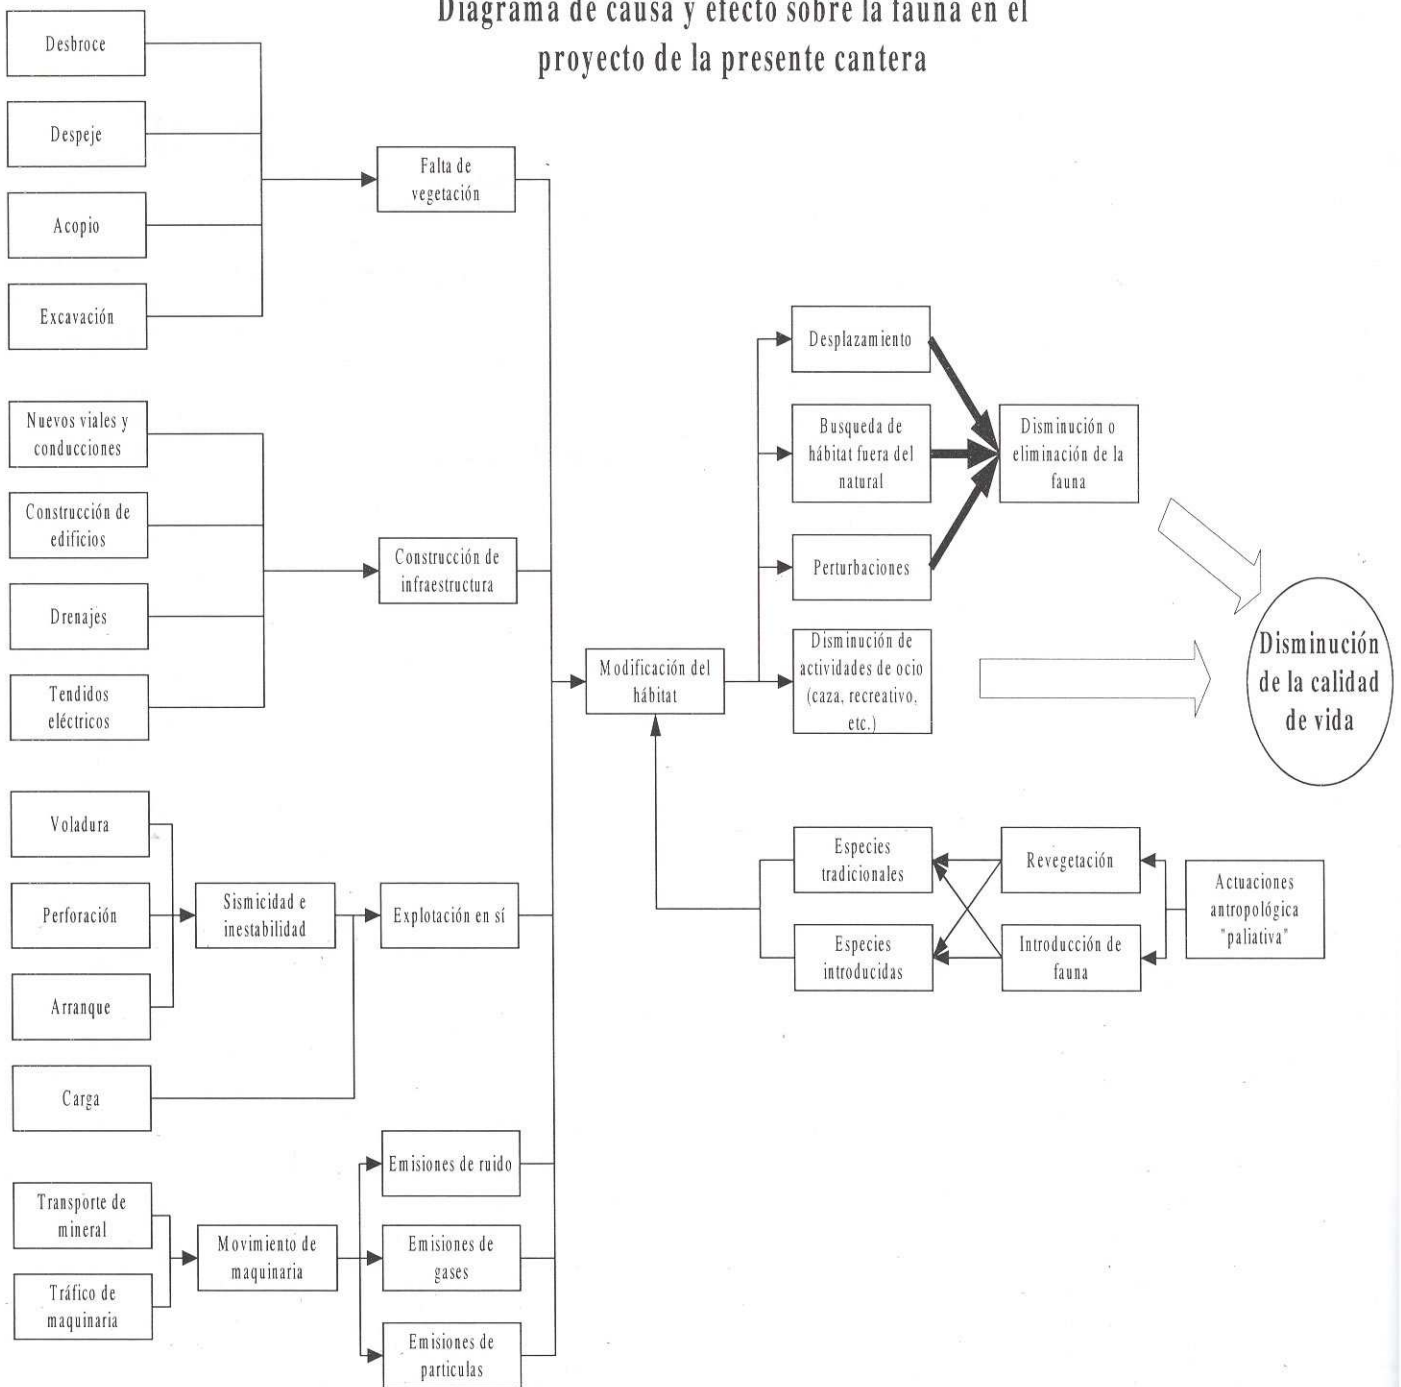 Diagrama de causa y efecto sobre la fauna en el
proyecto de la presente cantera
Desbroce
Despeje
Acopio
Excavación
Falta de
vegetación
Nuevos viales y
conducciones
Construcción de
edificios
Drenajes
Tendidos
eléctricos
Construcción de
infraestructura
Voladura
Perforación
Arranque
Carga
Sismicidad e
inestabilidad
Explotación en sí
Transporte de
mineral
Tráfico de
maquinaria
Movimiento de
maquinaria
Emisiones de ruido
Emisiones de
gases
Emisiones de
particulas
Modificación del
hábitat
Desplazamiento
Busqueda de
hábitat fuera del
natural
Perturbaciones
Disminución de
actividades de ocio
(caza, recreativo,
etc.)
Disminución o
eliminación de la
fauna
Disminución
de la calidad
de vida
Especies
tradicionales
Especies
introducidas
Revegetación
Introducción de
fauna
Actuaciones
antropológica
"paliativa"